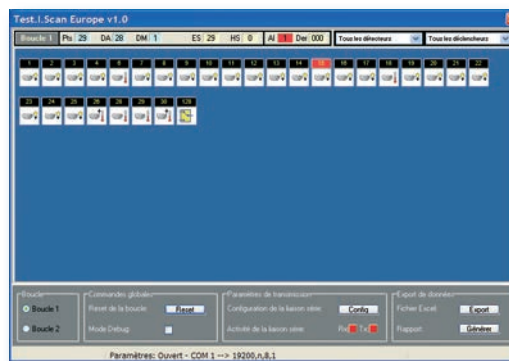 Test.I.Scan Europe v1.0
Boucle 1 Pts 29 DA 28 DM 1 ES 29 HS 0 Al 1 Der 000 Tous les détecteurs Tous les déclencheurs
1 2 3 4 5 6 7 8 9 10 11 12 13 14 15 16 17 18 19 20 21 22
23 24 25 26 28 29 30 128
Boucle Commandes globales Paramètres de transmission Export de données
Boucle 1 Reset de la boucle Reset Configuration de la liaison série Config Fichier Excel Export
Boucle 2 Mode Debug Activité de la liaison série Rx Tx Rapport Générer
Paramètres: Ouvert - COM 1 --> 19200,n,8,1